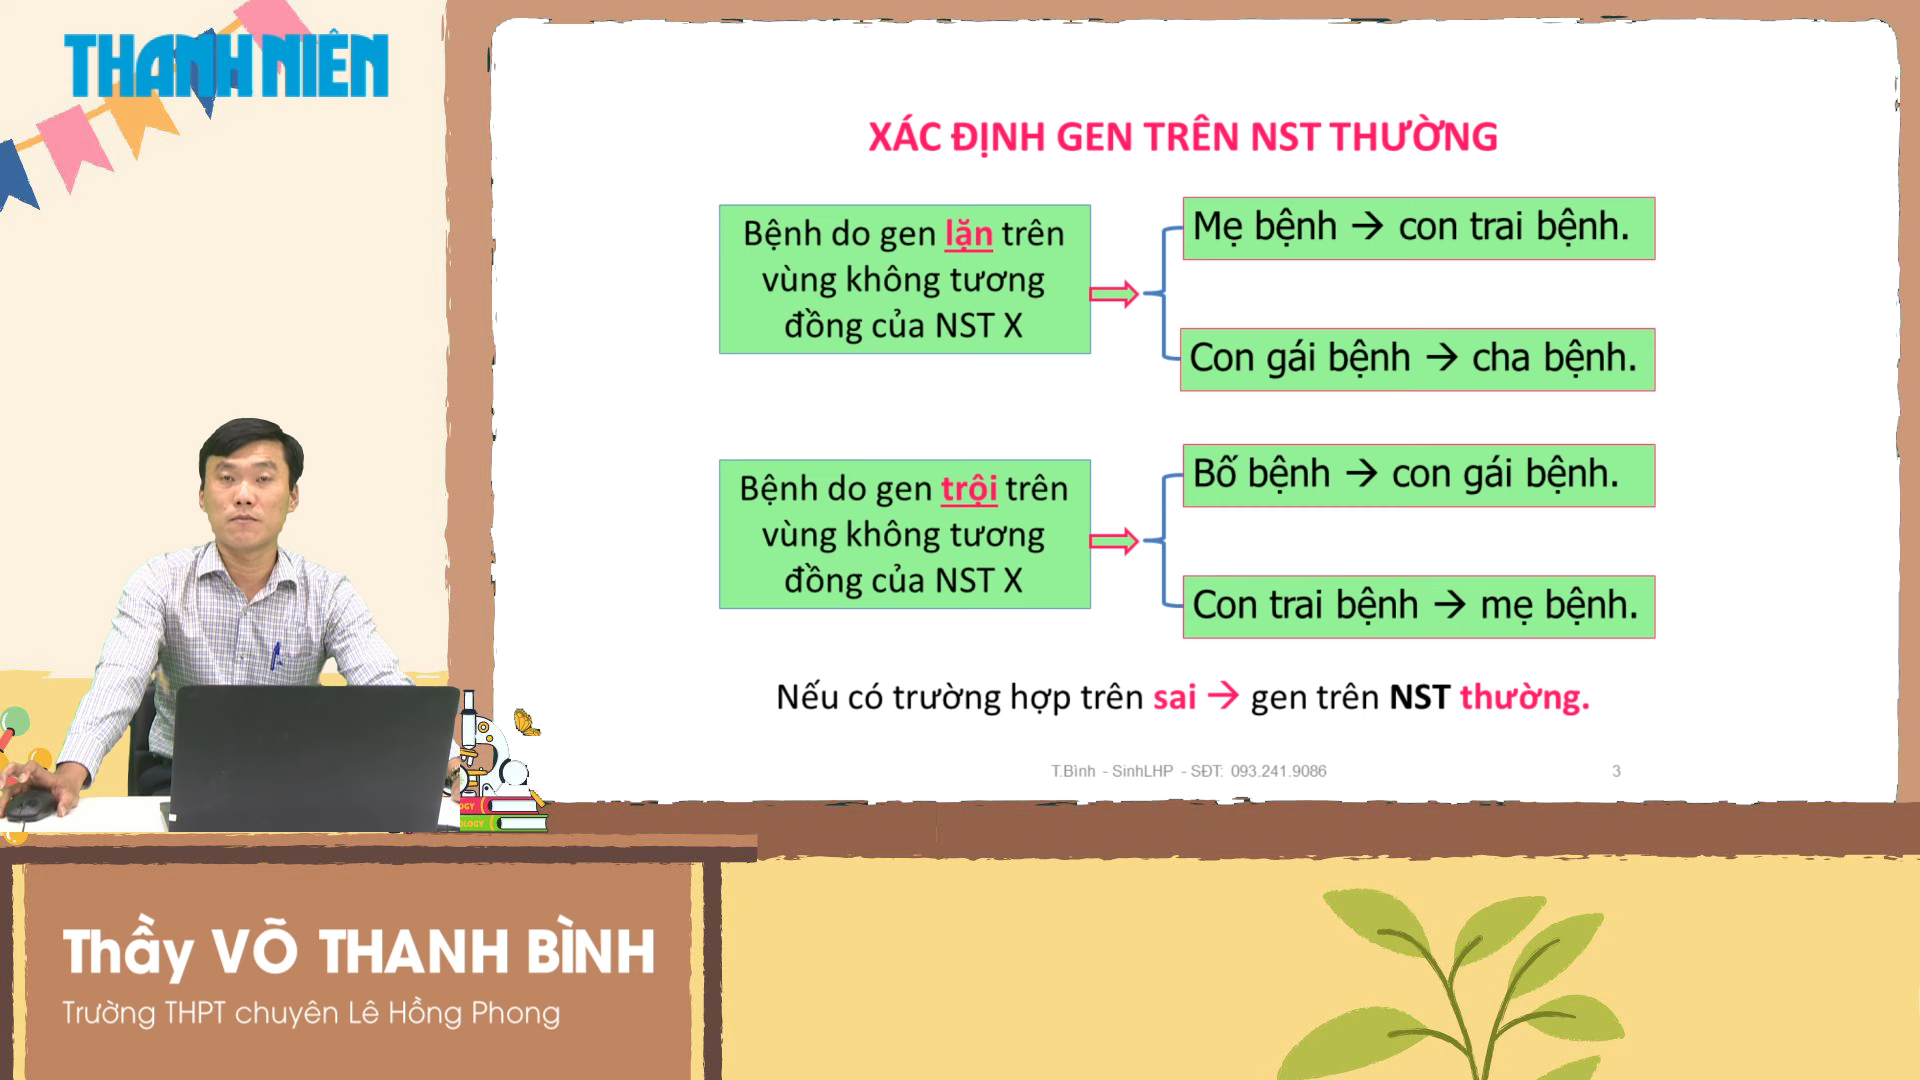 THANH NIÊN
XÁC ĐỊNH GEN TRÊN NST THƯỜNG
Bệnh do gen lặn trên
vùng không tương
đồng của NST X
Mẹ bệnh → con trai bệnh.
Con gái bệnh → cha bệnh.
Bệnh do gen trội trên
vùng không tương
đồng của NST X
Bố bệnh → con gái bệnh.
Con trai bệnh → mẹ bệnh.
Nếu có trường hợp trên sai → gen trên NST thường.
T.Bình - SinhLHP - SĐT: 093.241.9086
3
Thầy VÕ THANH BÌNH
Trường THPT chuyên Lê Hồng Phong